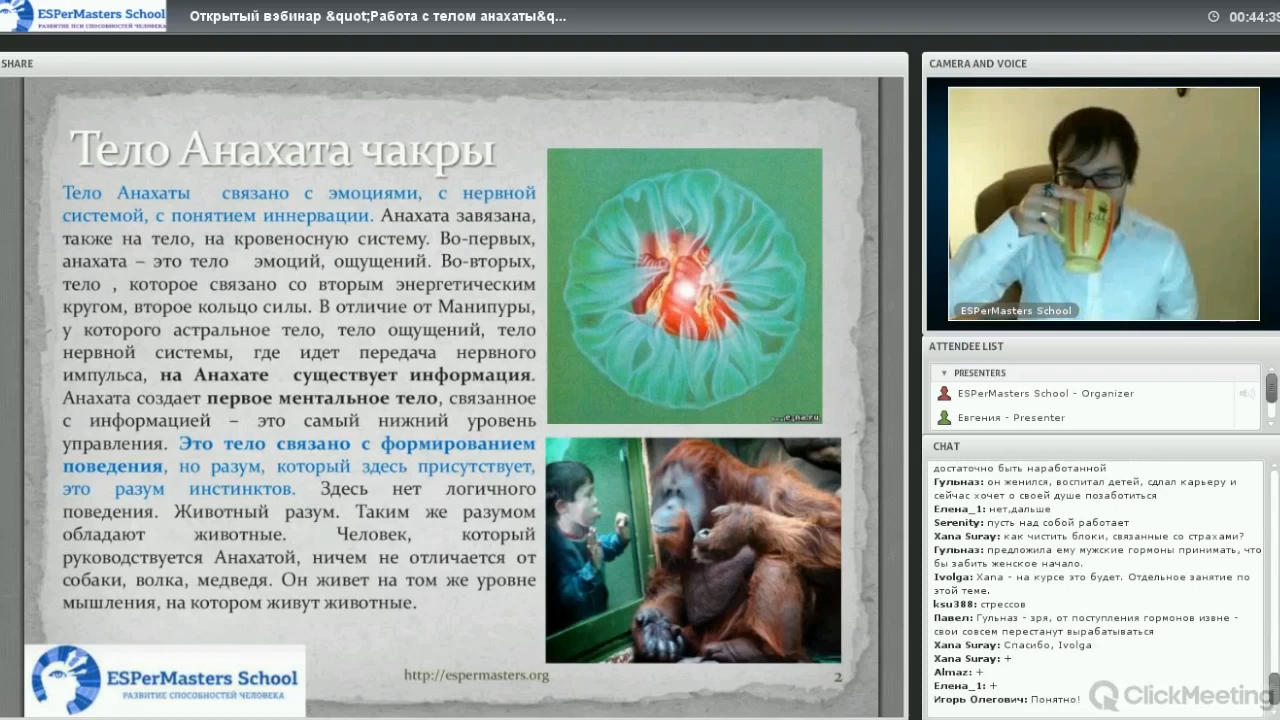 ESPerMasters School
РАЗВИТИЕ ПСИ СПОСОБНОСТЕЙ ЧЕЛОВЕКА
Открытый вэбинар &quot;Работа с телом анахаты&q...
00:44:39
SHARE
Тело Анахата чакры
Тело Анахаты связано с эмоциями, с нервной
системой, с понятием иннервации. Анахата завязана,
также на тело, на кровеносную систему. Во-первых,
анахата – это тело эмоций, ощущений. Во-вторых,
тело , которое связано со вторым энергетическим
кругом, второе кольцо силы. В отличие от Манипуры,
у которого астральное тело, тело ощущений, тело
нервной системы, где идет передача нервного
импульса, на Анахате существует информация.
Анахата создает первое ментальное тело, связанное
с информацией – это самый нижний уровень
управления. Это тело связано с формированием
поведения, но разум, который здесь присутствует,
это разум инстинктов. Здесь нет логичного
поведения. Животный разум. Таким же разумом
обладают животные. Человек, который
руководствуется Анахатой, ничем не отличается от
собаки, волка, медведя. Он живет на том же уровне
мышления, на котором живут животные.
ESPerMasters School
РАЗВИТИЕ СПОСОБНОСТЕЙ ЧЕЛОВЕКА
http://espermasters.org
2
CAMERA AND VOICE
ESPerMasters School
ATTENDEE LIST
PRESENTERS
ESPerMasters School - Organizer
Евгения - Presenter
CHAT
достаточно быть наработанной
Гульназ: он женился, воспитал детей, сдлал карьеру и
сейчас хочет о своей душе позаботиться
Елена_1: нет,дальше
Serenity: пусть над собой работает
Xana Suray: как чистить блоки, связанные со страхами?
Гульназ: предложила ему мужские гормоны принимать, что
бы забить женское начало.
Ivolga: Xana - на курсе это будет. Отдельное занятие по
этой теме.
ksu388: стрессов
Павел: Гульназ - зря, от поступления гормонов извне -
свои совсем перестанут вырабатываться
Xana Suray: Спасибо, Ivolga
Xana Suray: +
Almaz: +
Елена_1: +
Игорь Олегович: Понятно!
ClickMeeting